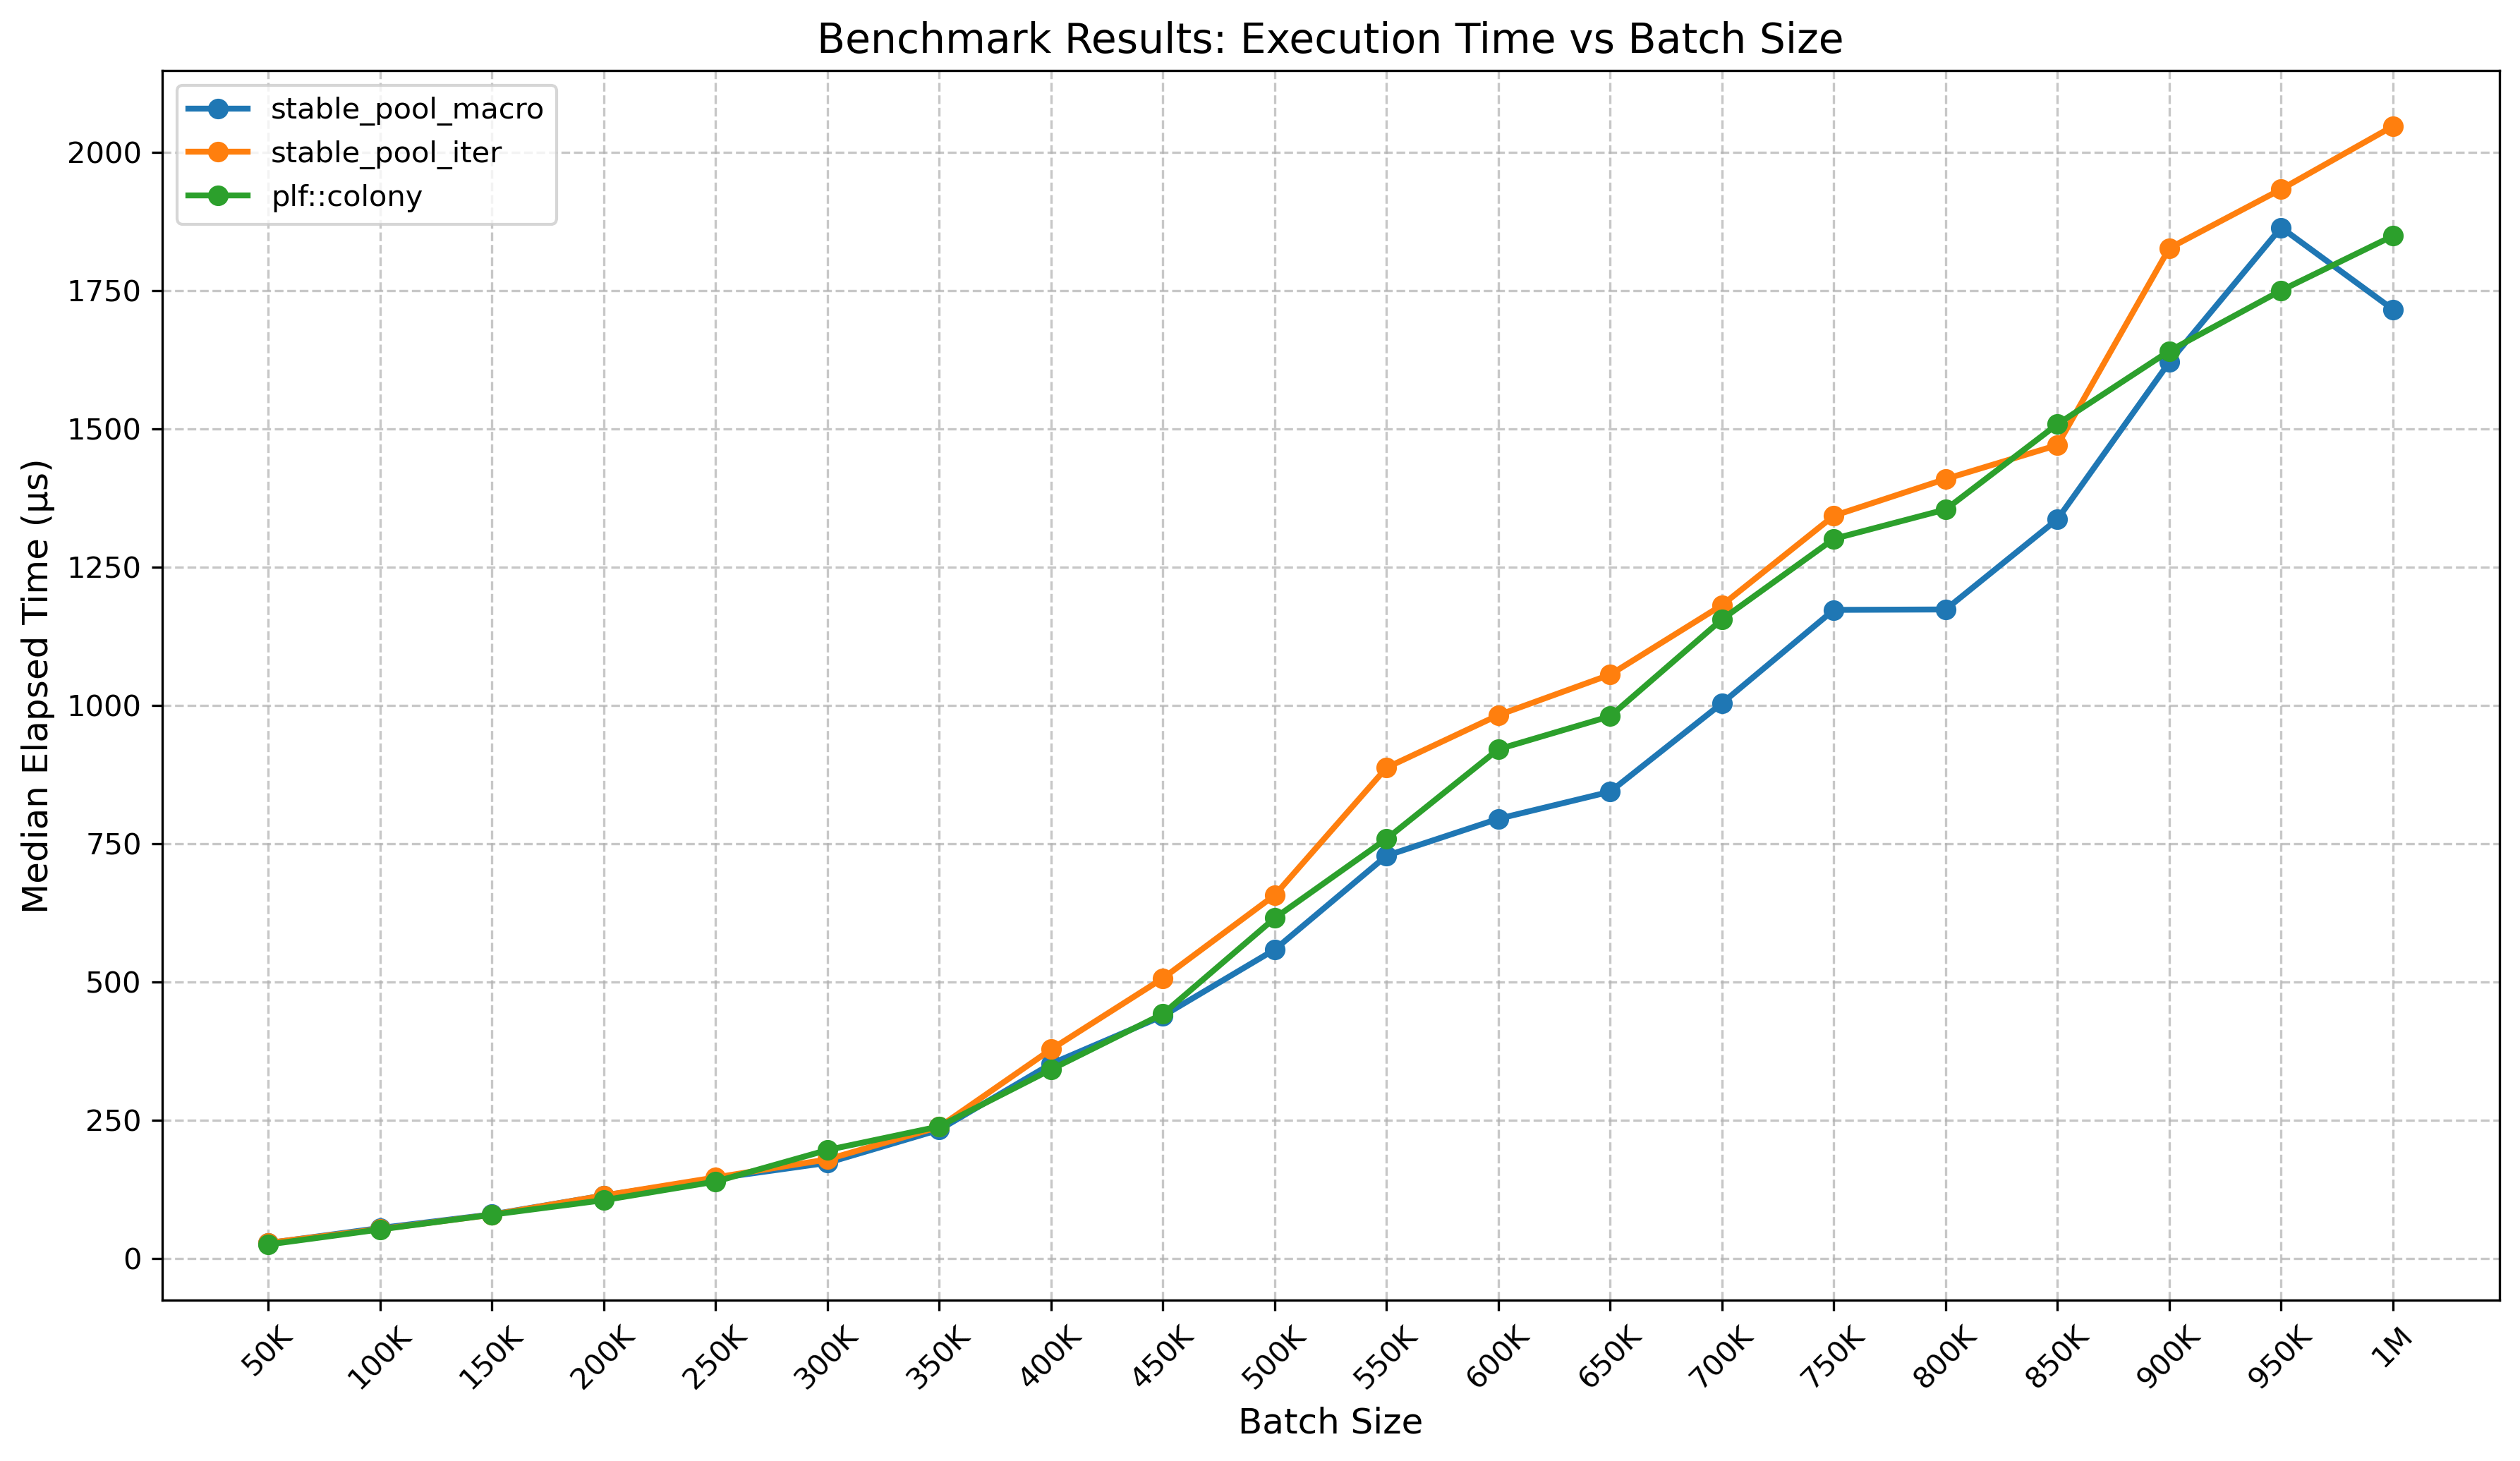 Benchmark Results: Execution Time vs Batch Size
stable_pool_macro
stable_pool_iter
plf::colony
Median Elapsed Time (µs)
2000
1750
1500
1250
1000
750
500
250
0
50K
100K
150K
200K
250K
300K
350K
400K
450K
500K
550K
600K
650K
700K
750K
800K
850K
900K
950K
1M
Batch Size